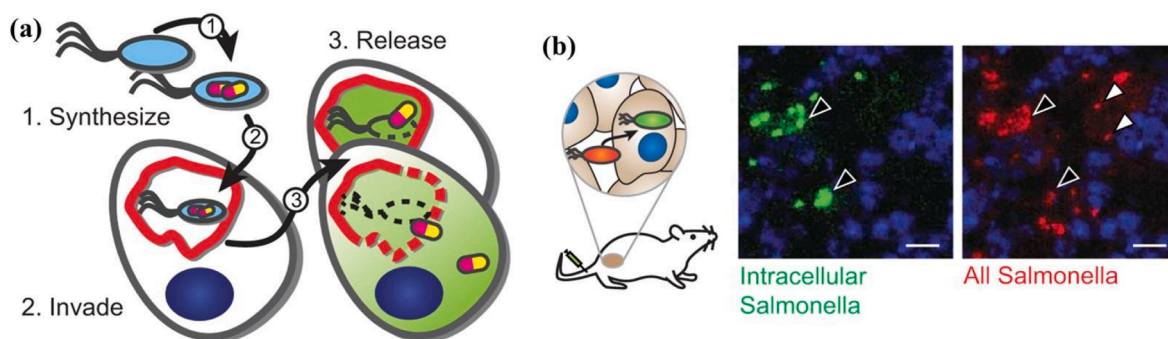 (a)
1
3. Release
(b)
1. Synthesize
2
3
2. Invade
Intracellular
Salmonella
All Salmonella